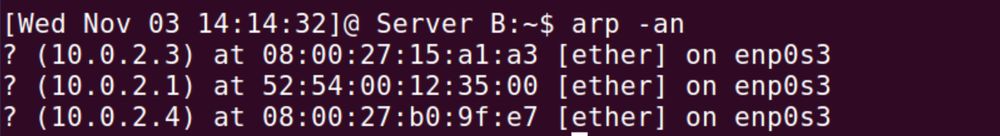 [Wed Nov 03 14:14:32]@ Server B:~$ arp -an
? (10.0.2.3) at 08:00:27:15:a1:a3 [ether] on enp0s3
? (10.0.2.1) at 52:54:00:12:35:00 [ether] on enp0s3
? (10.0.2.4) at 08:00:27:b0:9f:e7 [ether] on enp0s3